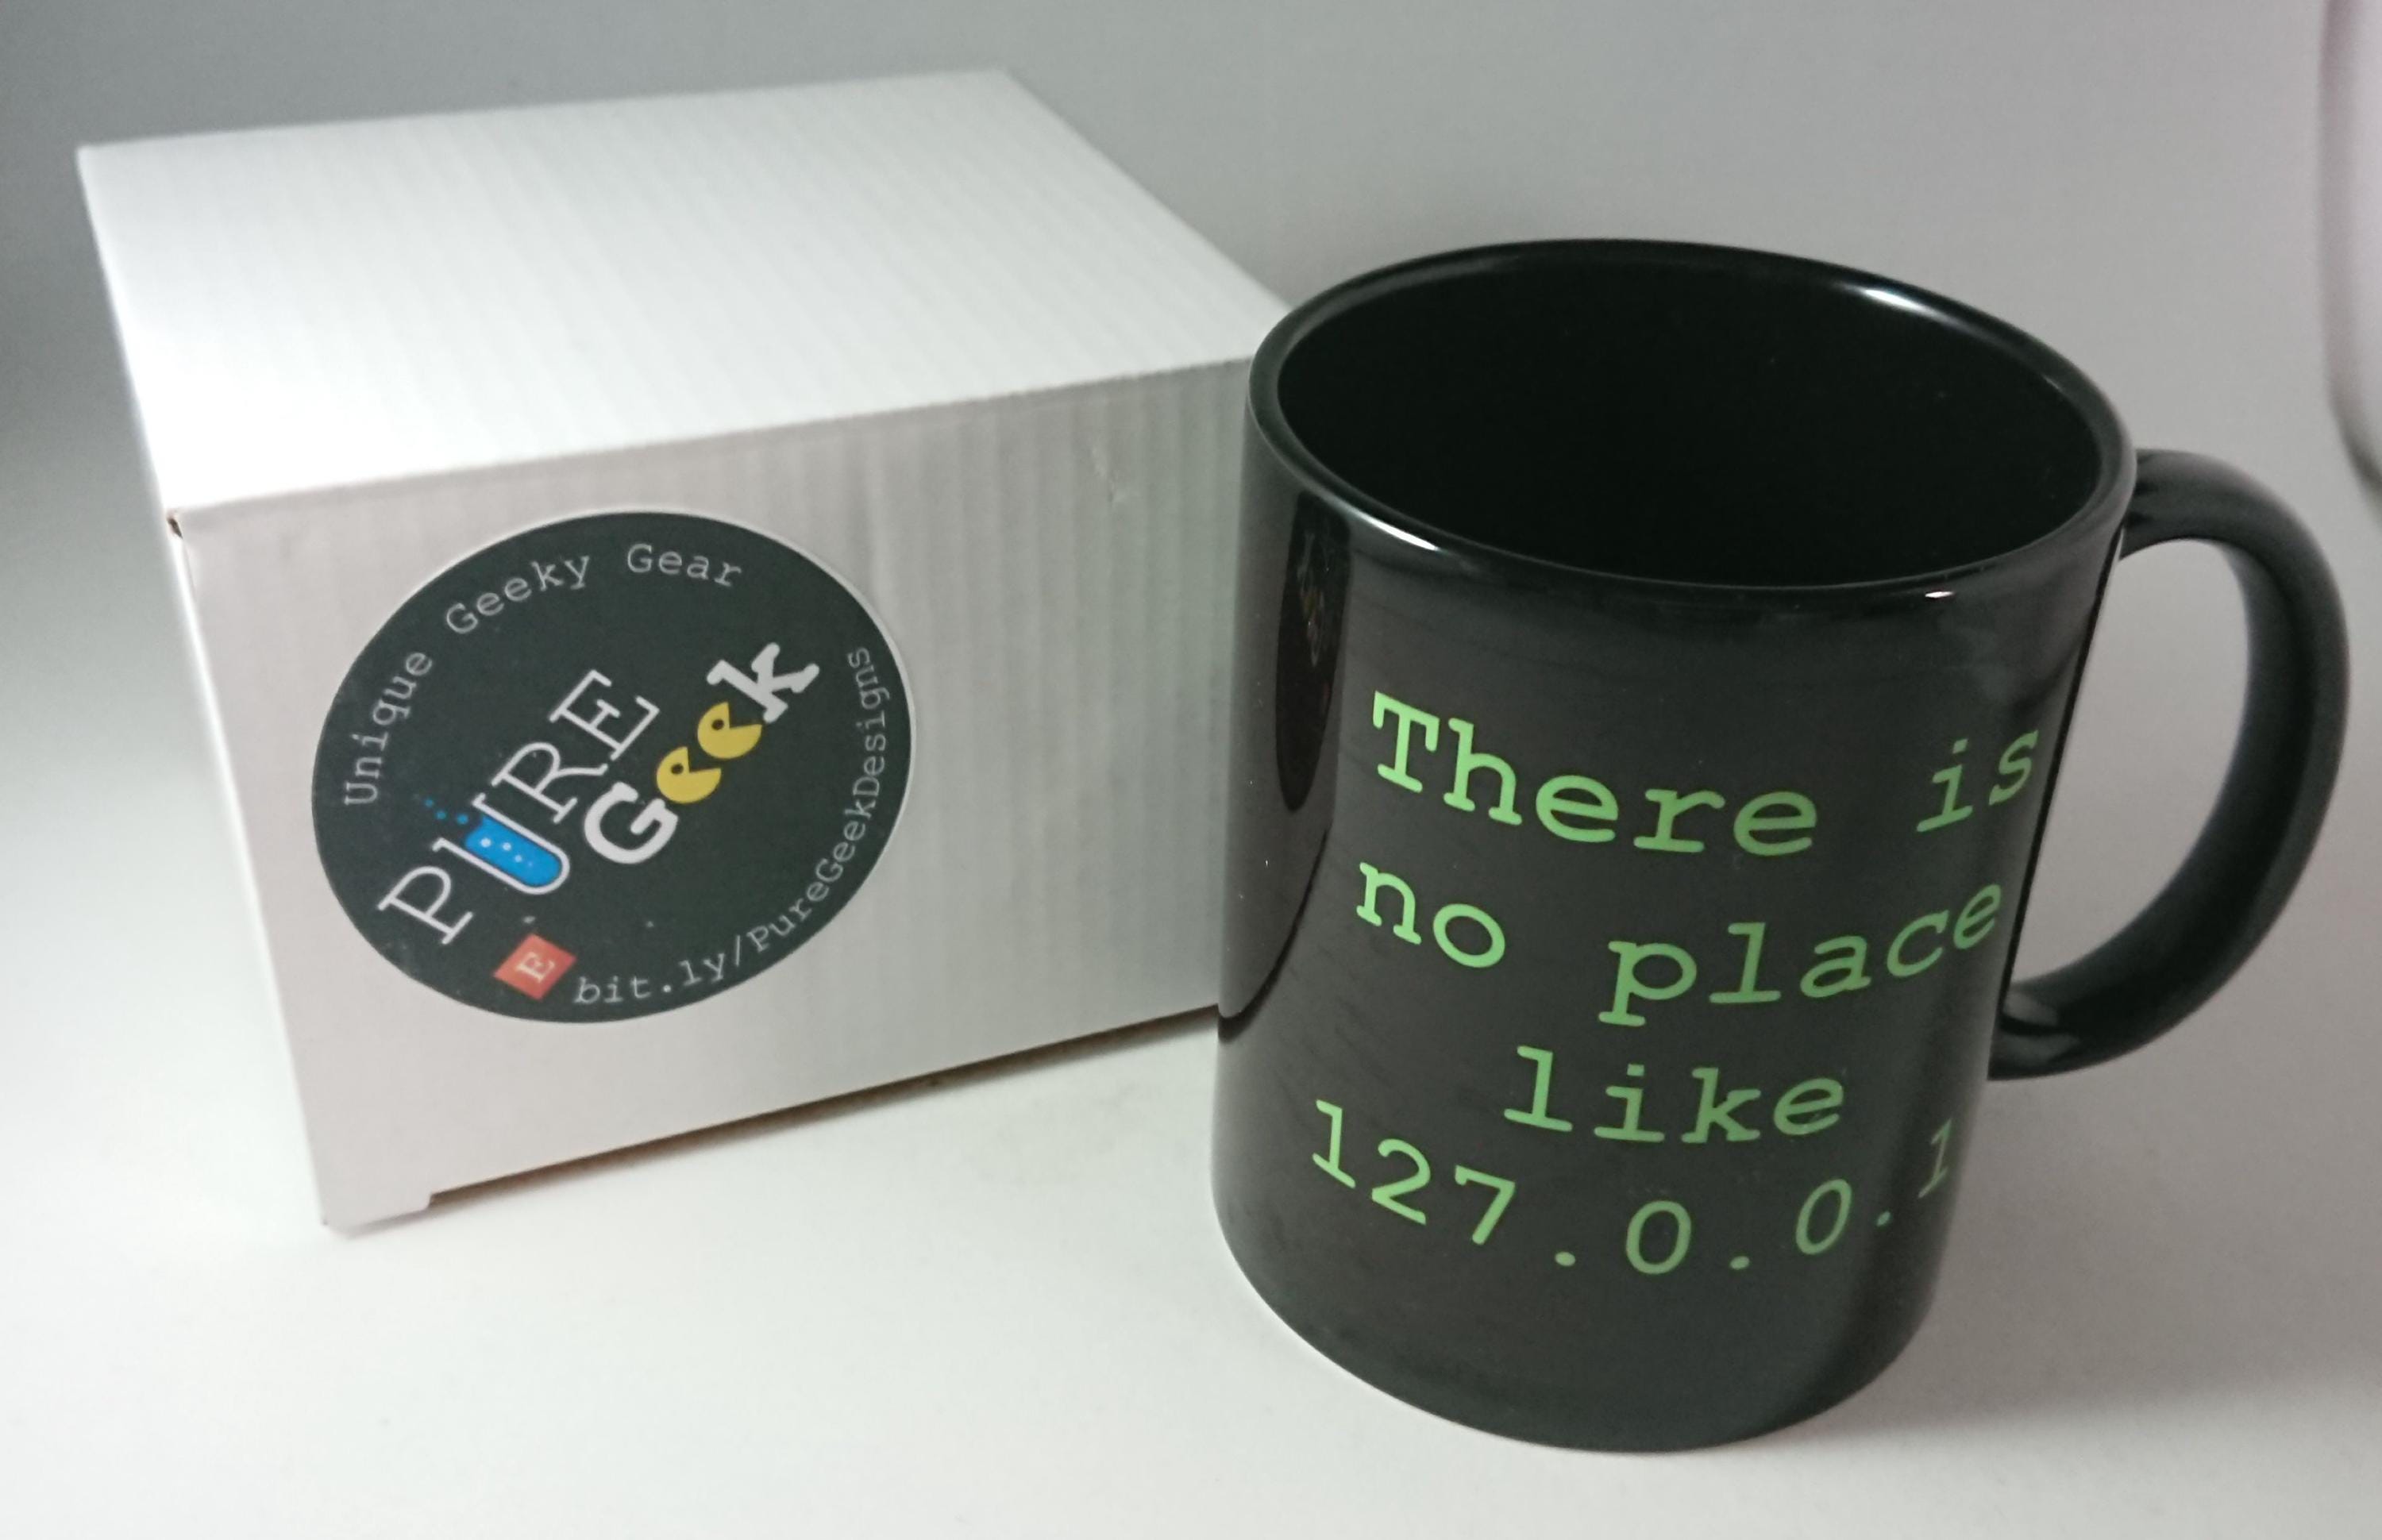 Unique Geeky Gear
PURE
Geek
E
bit.ly/PureGeekDesigns
There is
no place
like
127.0.0.1